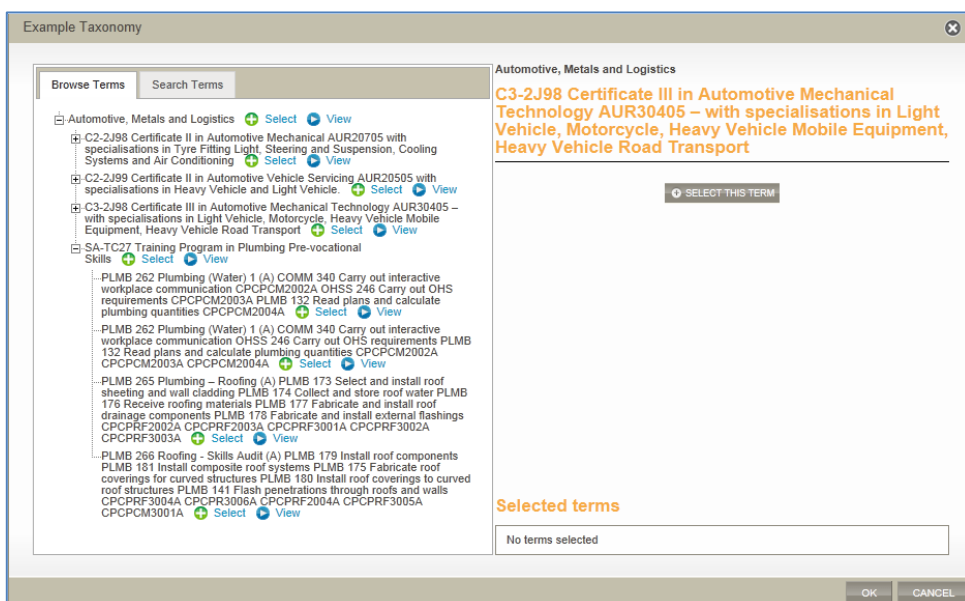 Example Taxonomy
Browse Terms
Search Terms
Automotive, Metals and Logistics Select View
C2-2J98 Certificate II in Automotive Mechanical AUR20705 with
specialisations in Tyre Fitting Light, Steering and Suspension, Cooling
Systems and Air Conditioning Select View
C2-2J99 Certificate II in Automotive Vehicle Servicing AUR20505 with
specialisations in Heavy Vehicle and Light Vehicle. Select View
C3-2J98 Certificate III in Automotive Mechanical Technology AUR30405 –
with specialisations in Light Vehicle, Motorcycle, Heavy Vehicle Mobile
Equipment, Heavy Vehicle Road Transport Select View
SA-TC27 Training Program in Plumbing Pre-vocational
Skills Select View
PLMB 262 Plumbing (Water) 1 (A) COMM 340 Carry out interactive
workplace communication CPCPCM2002A OHSS 246 Carry out OHS
requirements CPCPCM2003A PLMB 132 Read plans and calculate
plumbing quantities CPCPCM2004A Select View
PLMB 262 Plumbing (Water) 1 (A) COMM 340 Carry out interactive
workplace communication OHSS 246 Carry out OHS requirements PLMB
132 Read plans and calculate plumbing quantities CPCPCM2002A
CPCPCM2003A CPCPCM2004A Select View
PLMB 265 Plumbing – Roofing (A) PLMB 173 Select and install roof
sheeting and wall cladding PLMB 174 Collect and store roof water PLMB
176 Receive roofing materials PLMB 177 Fabricate and install roof
drainage components PLMB 178 Fabricate and install external flashings
CPCPRF2002A CPCPRF2003A CPCPRF3001A CPCPRF3002A
CPCPRF3003A Select View
PLMB 266 Roofing - Skills Audit (A) PLMB 179 Install roof components
PLMB 181 Install composite roof systems PLMB 175 Fabricate roof
coverings for curved structures PLMB 180 Install roof coverings to curved
roof structures PLMB 141 Flash penetrations through roofs and walls
CPCPRF3004A CPCPR3006A CPCPRF2004A CPCPRF3005A
CPCPCM3001A Select View
Automotive, Metals and Logistics
C3-2J98 Certificate III in Automotive Mechanical
Technology AUR30405 – with specialisations in Light
Vehicle, Motorcycle, Heavy Vehicle Mobile Equipment,
Heavy Vehicle Road Transport
SELECT THIS TERM
Selected terms
No terms selected
OK
CANCEL